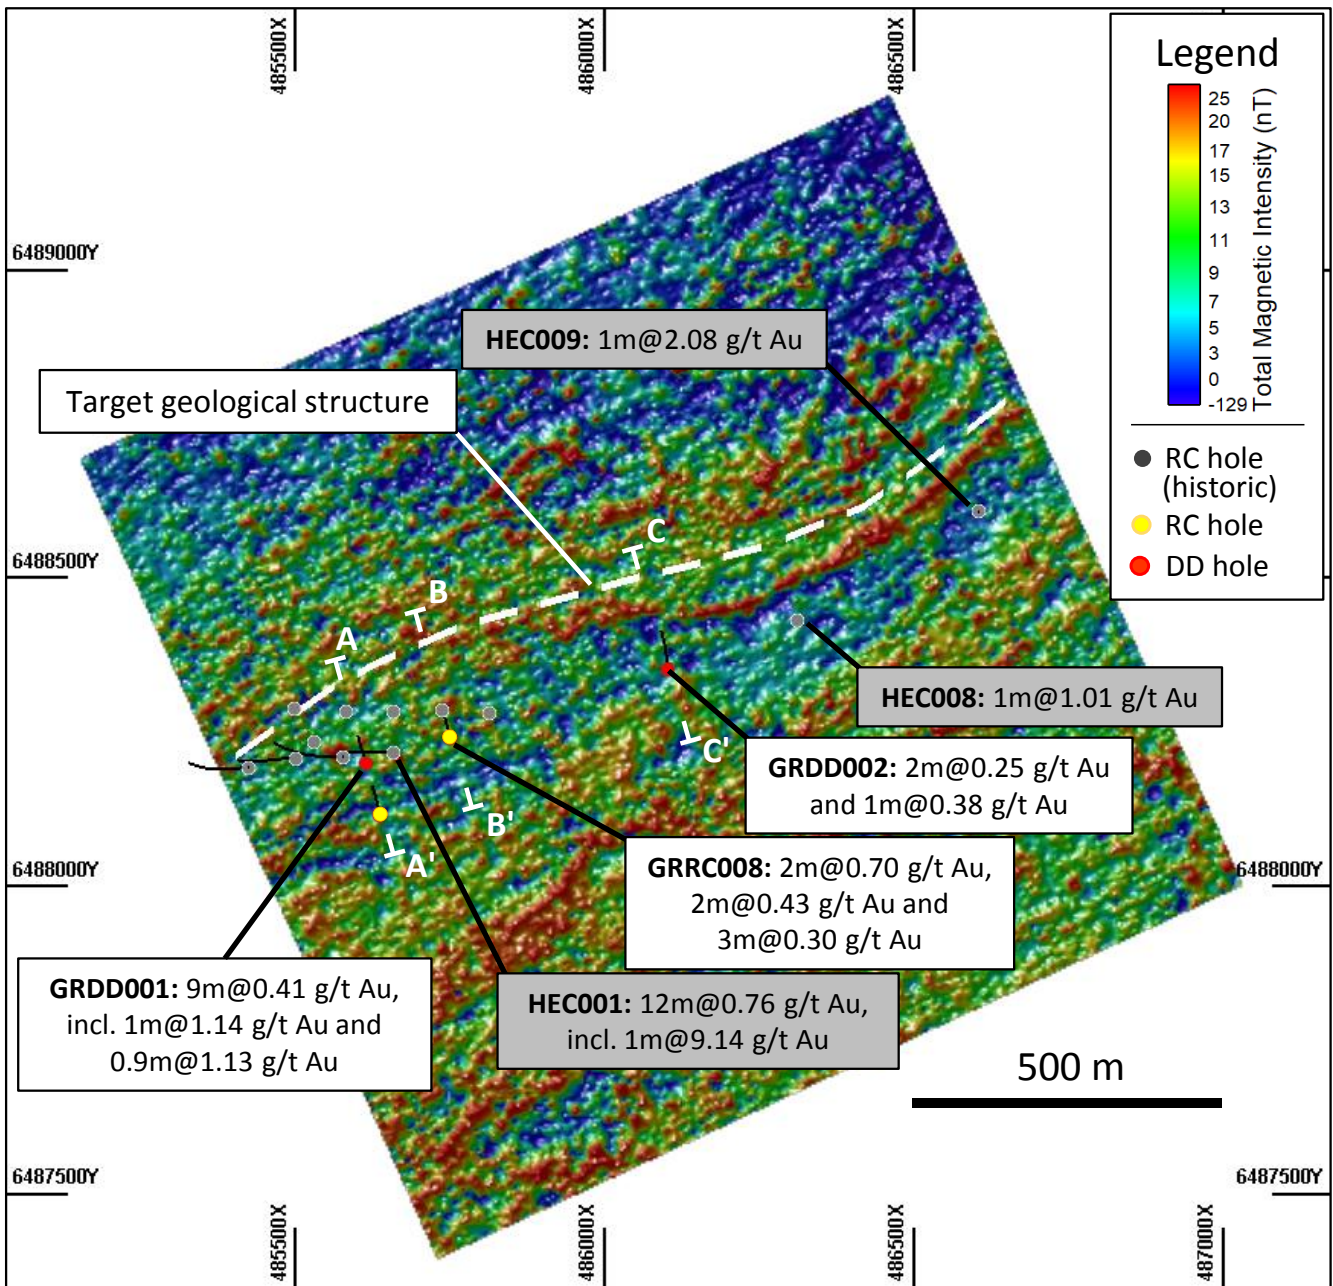 485500X
486000X
486500X
Legend
25
20
17
15
13
11
9
7
5
3
0
-129
Total Magnetic Intensity (nT)
RC hole
(historic)
RC hole
DD hole
6489000Y
HEC009: 1m@2.08 g/t Au
Target geological structure
6488500Y
C
B
A
HEC008: 1m@1.01 g/t Au
C'
GRDD002: 2m@0.25 g/t Au
and 1m@0.38 g/t Au
B'
A'
GRRC008: 2m@0.70 g/t Au,
2m@0.43 g/t Au and
3m@0.30 g/t Au
6488000Y
6488000Y
GRDD001: 9m@0.41 g/t Au,
incl. 1m@1.14 g/t Au and
0.9m@1.13 g/t Au
HEC001: 12m@0.76 g/t Au,
incl. 1m@9.14 g/t Au
500 m
6487500Y
6487500Y
485500X
486000X
486500X
487000X